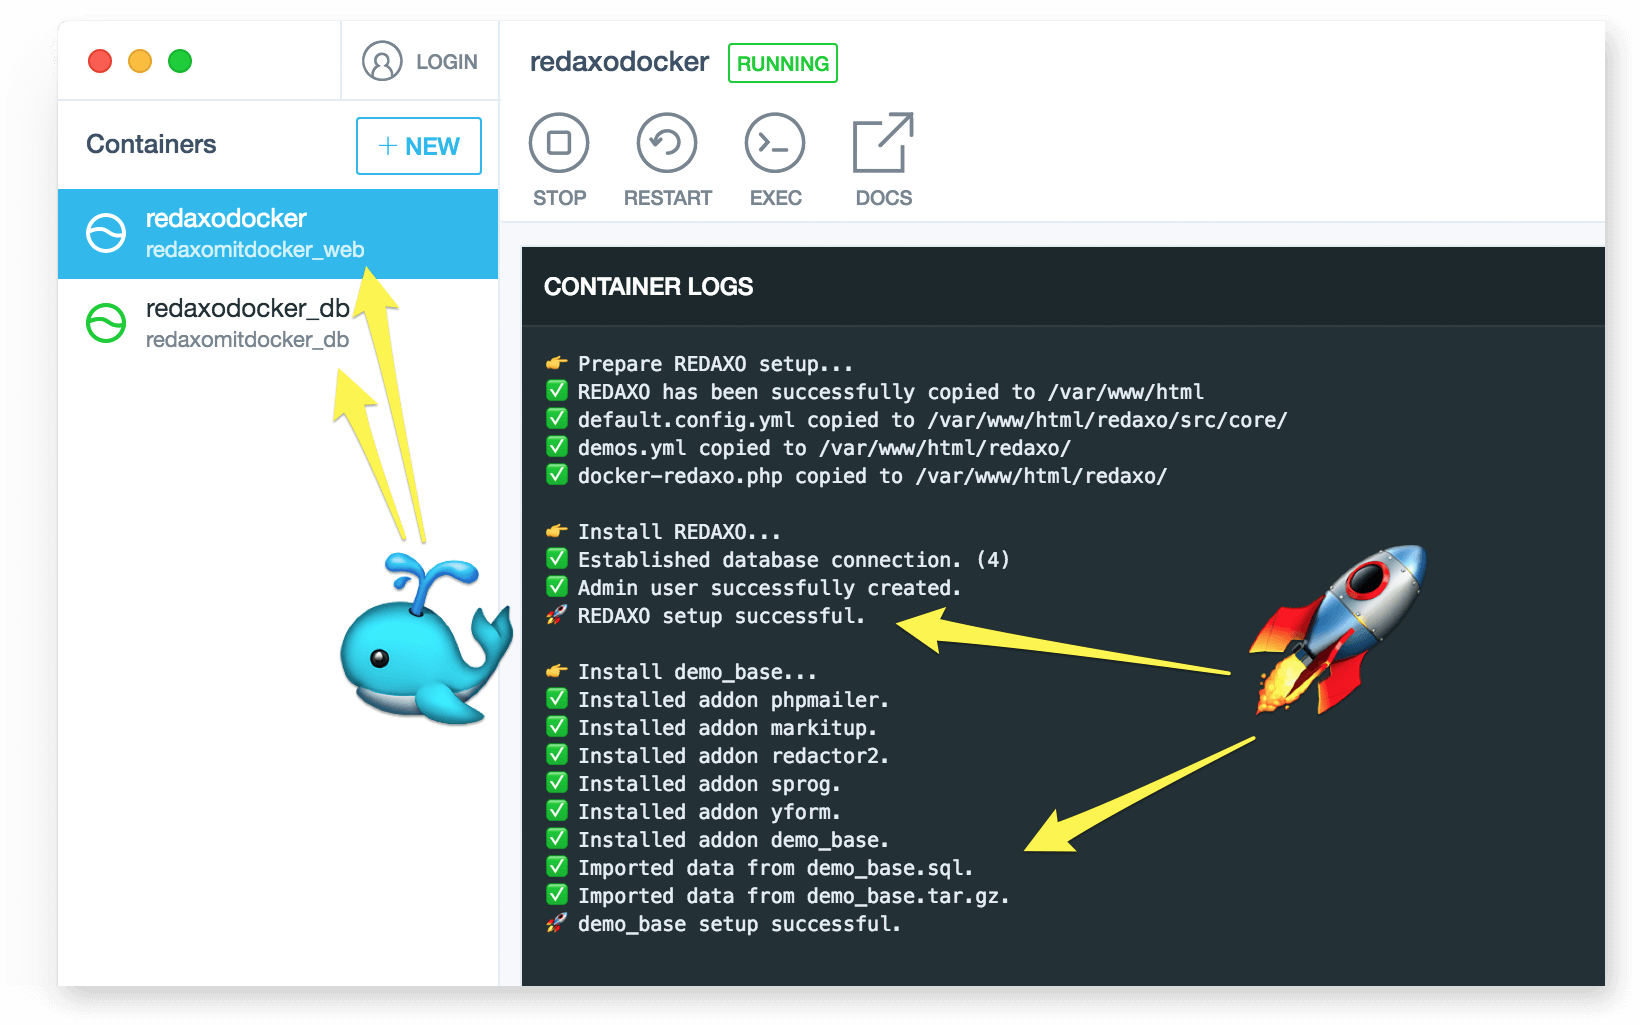 LOGIN
redaxodocker RUNNING
Containers
+ NEW
STOP RESTART EXEC DOCS
redaxodocker
redaxomitdocker_web
redaxodocker_db
redaxomitdocker_db
CONTAINER LOGS
👉 Prepare REDAXO setup...
✅ REDAXO has been successfully copied to /var/www/html
✅ default.config.yml copied to /var/www/html/redaxo/src/core/
✅ demos.yml copied to /var/www/html/redaxo/
✅ docker-redaxo.php copied to /var/www/html/redaxo/
👉 Install REDAXO...
✅ Established database connection. (4)
✅ Admin user successfully created.
🚀 REDAXO setup successful.
👉 Install demo_base...
✅ Installed addon phpmailer.
✅ Installed addon markitup.
✅ Installed addon redactor2.
✅ Installed addon sprog.
✅ Installed addon yform.
✅ Installed addon demo_base.
✅ Imported data from demo_base.sql.
✅ Imported data from demo_base.tar.gz.
🚀 demo_base setup successful.